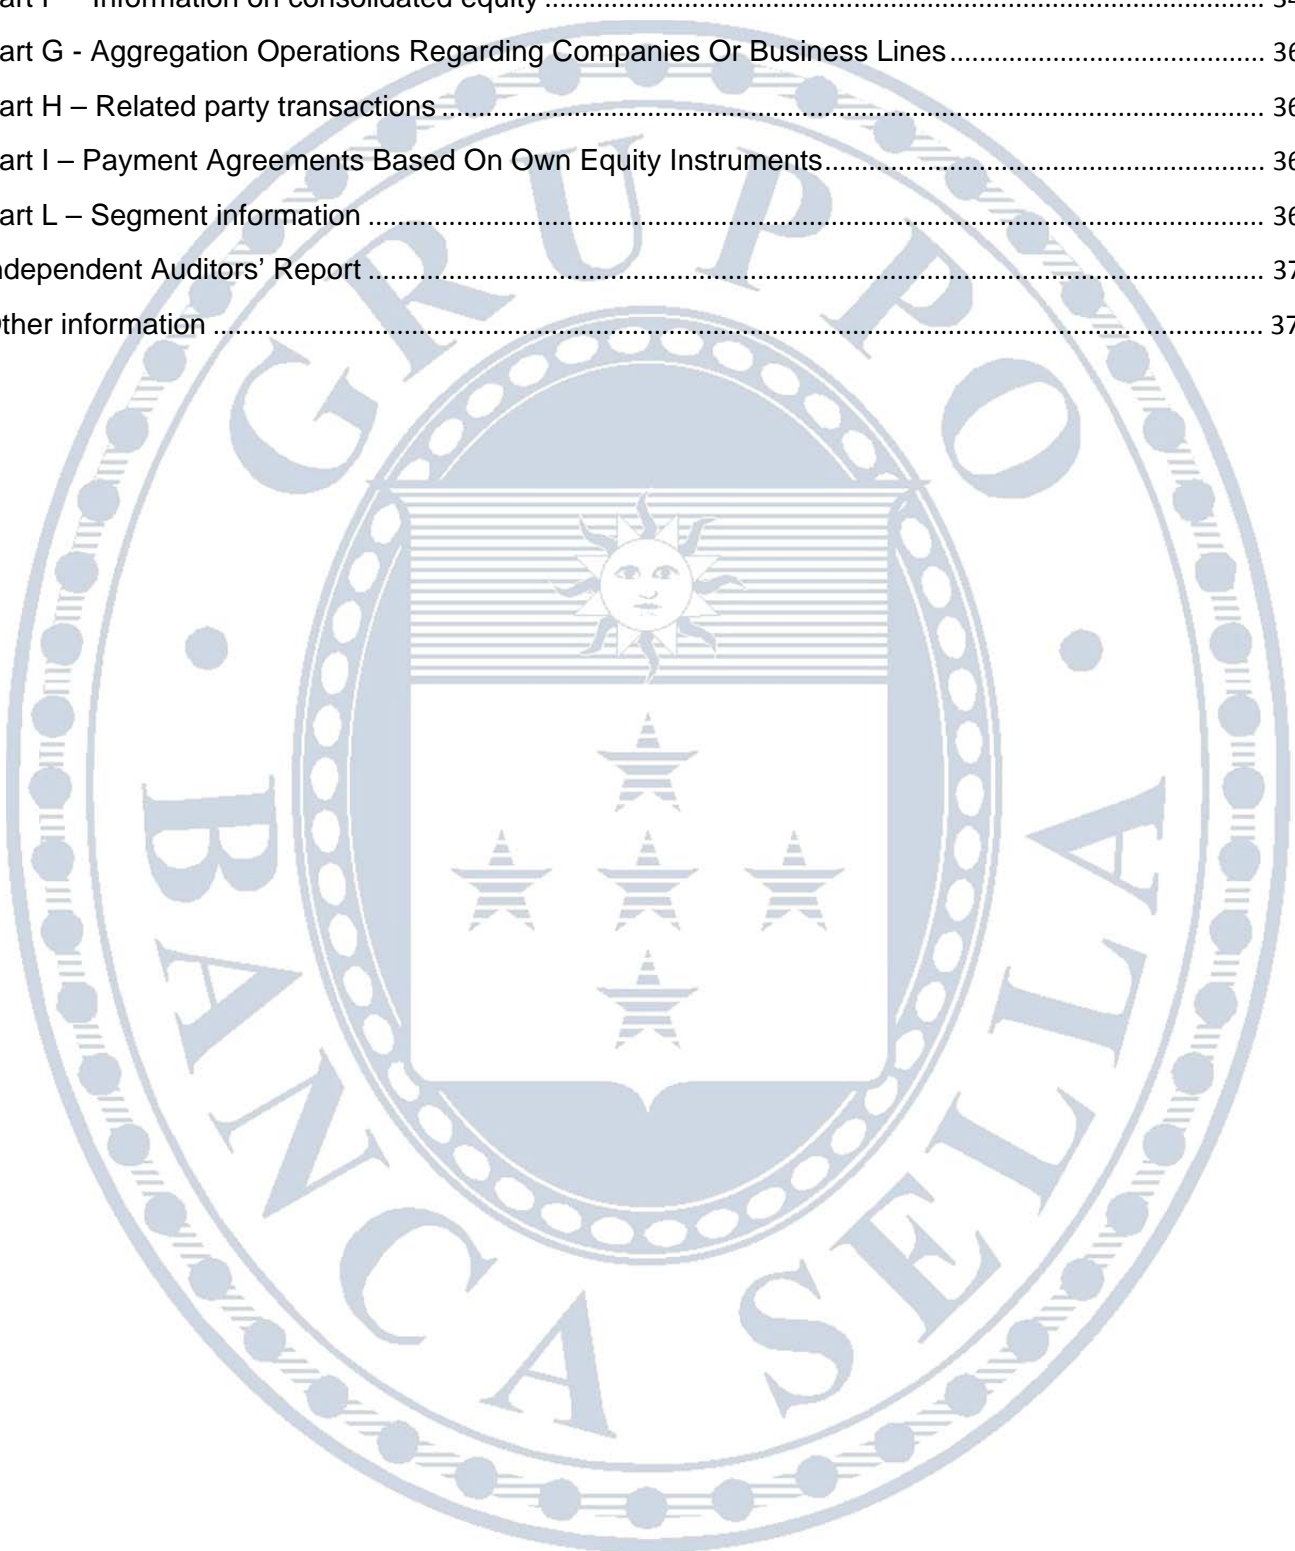 art F – Information on consolidated equity ........ 34
art G - Aggregation Operations Regarding Companies Or Business Lines ........ 36
art H – Related party transactions ........ 36
art I – Payment Agreements Based On Own Equity Instruments ........ 36
art L – Segment information ........ 36
ndependent Auditors’ Report ........ 37
ther information ........ 37
GRUPPO
BANCA SELLA